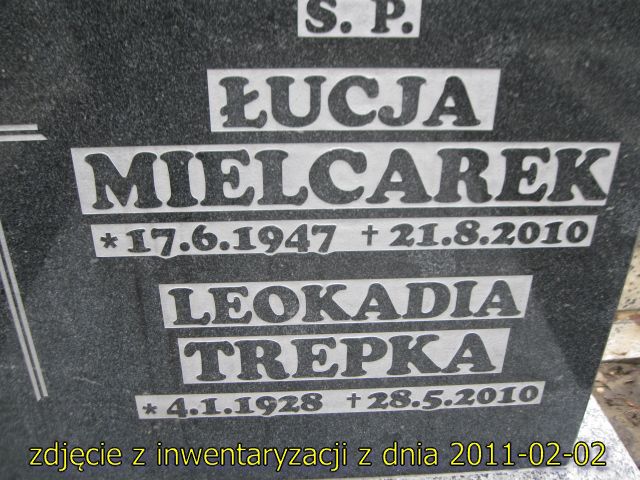 Ś. P.
ŁUCJA
MIELCAREK
* 17.6.1947 † 21.8.2010
LEOKADIA
TREPKA
* 4.1.1928 † 28.5.2010
zdjęcie z inwentaryzacji z dnia 2011-02-02